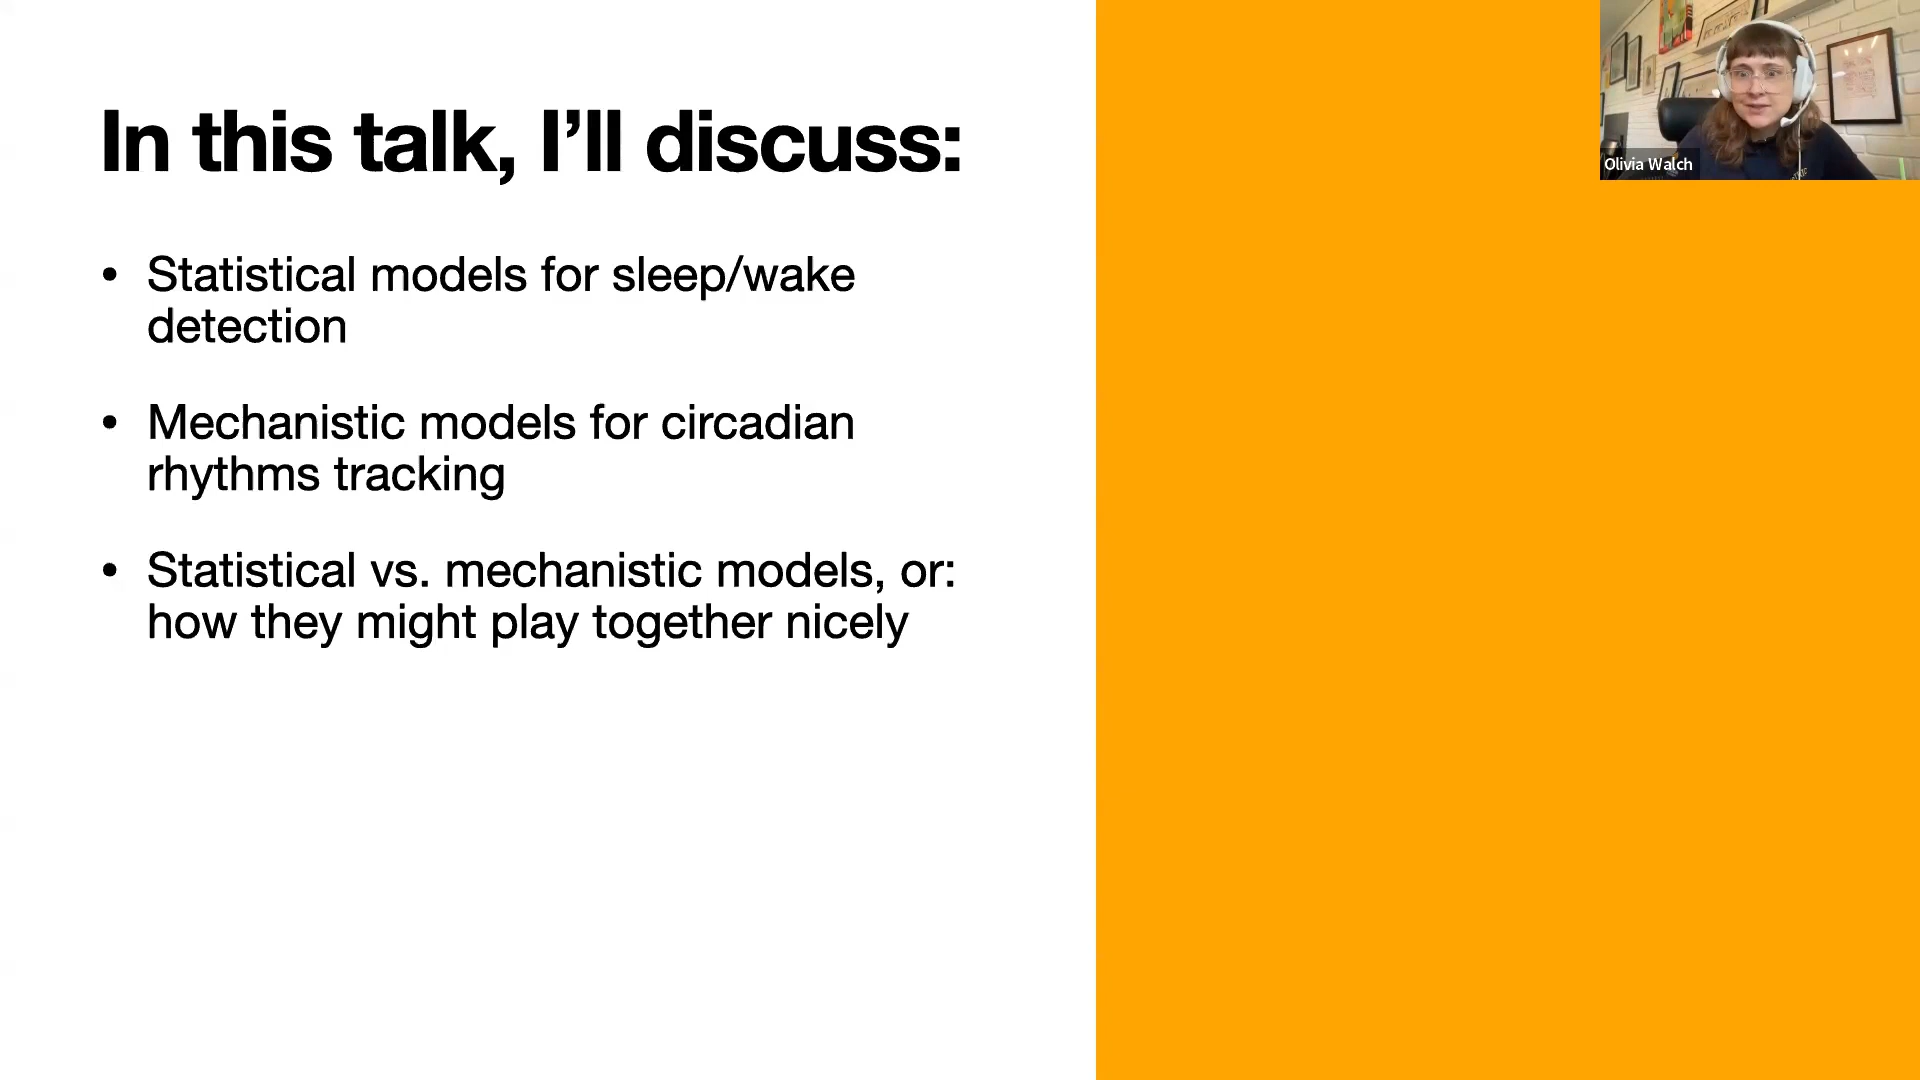 In this talk, I’ll discuss:
• Statistical models for sleep/wake
detection
• Mechanistic models for circadian
rhythms tracking
• Statistical vs. mechanistic models, or:
how they might play together nicely
Olivia Walch